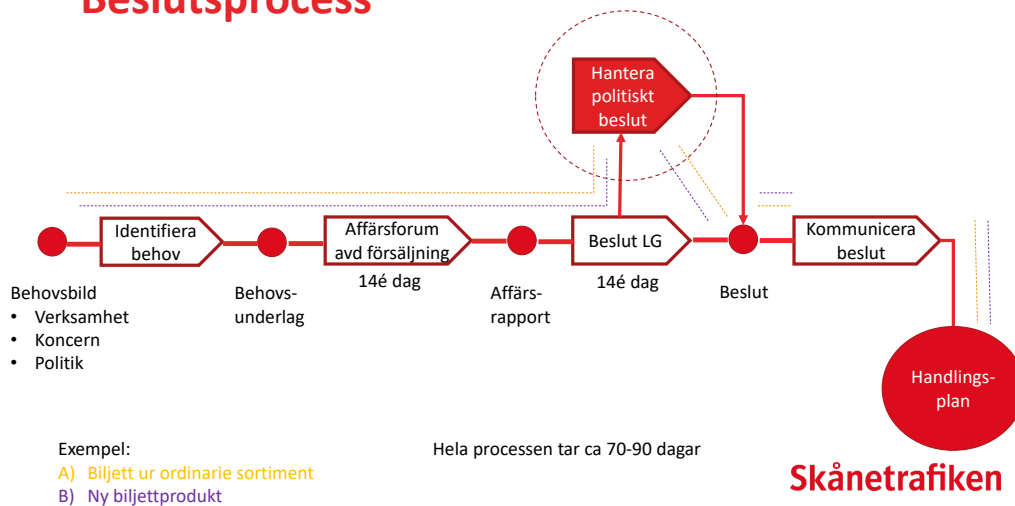 Beslutsprocess
Hantera
politiskt
beslut
Identifiera
behov
Affärsforum
avd försäljning
14é dag
Beslut LG
14é dag
Kommunicera
beslut
Behovsbild
• Verksamhet
• Koncern
• Politik
Behovs-
underlag
Affärs-
rapport
Beslut
Handlings-
plan
Exempel:
A) Biljett ur ordinarie sortiment
B) Ny biljettprodukt
Hela processen tar ca 70-90 dagar
Skånetrafiken